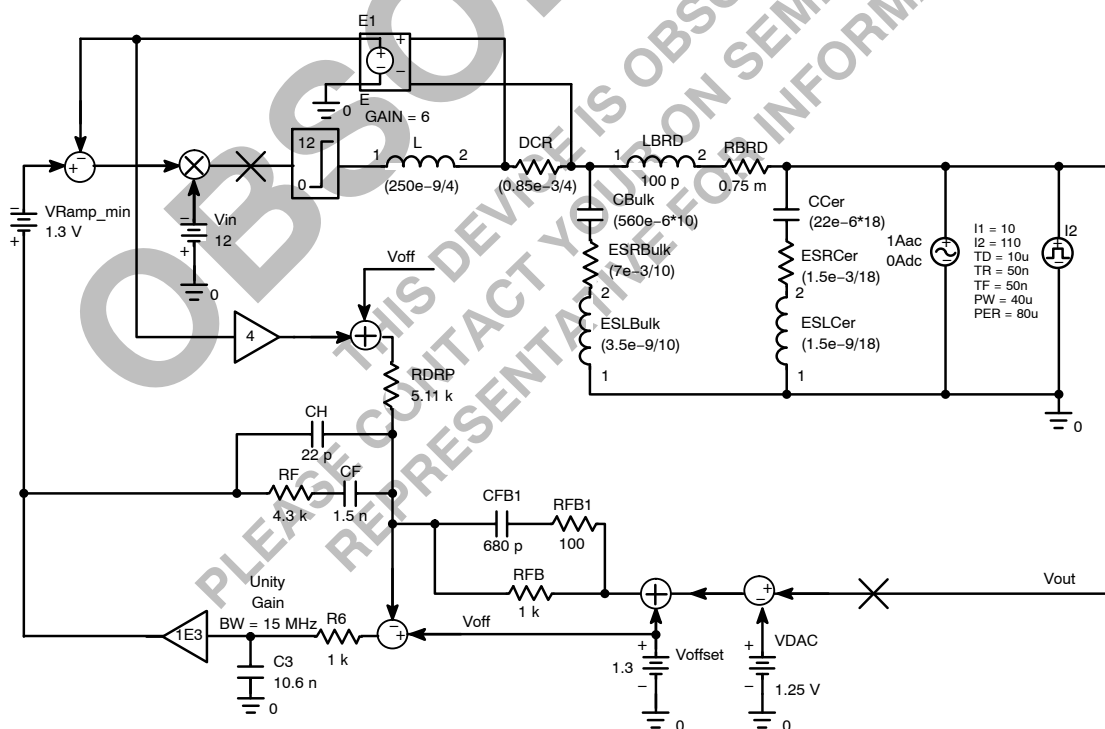 E1
+
+
−
−
E
0
GAIN = 6
12
0
L
1 2
(250e-9/4)
DCR
(0.85e-3/4)
LBRD
1 2
100 p
RBRD
0.75 m
−
+
VRamp_min
1.3 V
−
+
Vin
12
−
+
0
CBulk
(560e-6*10)
ESRBulk
(7e-3/10)
2
ESLBulk
(3.5e-9/10)
1
CCer
(22e-6*18)
ESRCer
(1.5e-3/18)
2
ESLCer
(1.5e-9/18)
1
1Aac
0Adc
I1 = 10
I2 = 110
TD = 10u
TR = 50n
TF = 50n
PW = 40u
PER = 80u
I2
0
Voff
4
RDRP
5.11 k
CH
22 p
RF
4.3 k
CF
1.5 n
CFB1
680 p
RFB1
100
RFB
1 k
Unity
Gain
BW = 15 MHz
1E3
R6
1 k
C3
10.6 n
0
−
+
Voff
1.3
+
−
Voffset
0
−
+
VDAC
+
−
1.25 V
0
Vout
OBSO
THIS DEVICE IS OBSO
PLEASE CONTACT YOUR ON SEMI
REPRESENTATIVE FOR INFORM